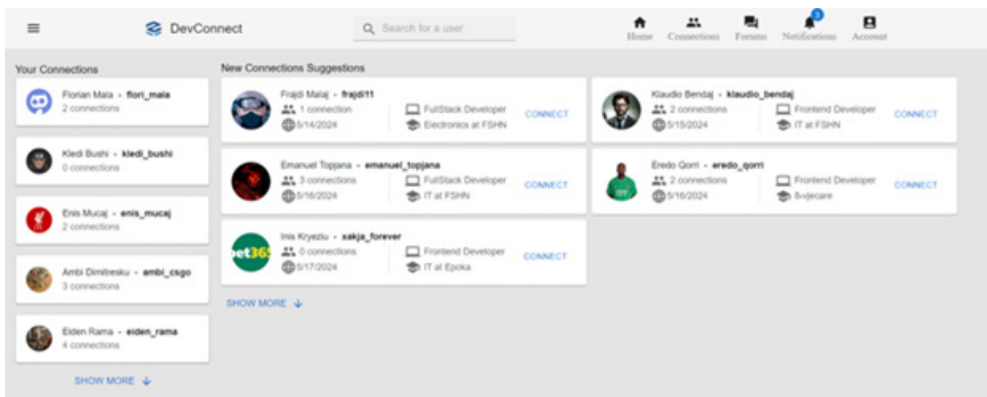 DevConnect
Search for a user
Home
Connections
Forums
3
Notifications
Account
Your Connections
Florian Mala - flori_mala
2 connections
Kledi Bushi - kledi_bushi
0 connections
Enis Mucaj - enis_mucaj
2 connections
Ambi Dimitresku - ambi_csgo
3 connections
Eiden Rama - eiden_rama
4 connections
SHOW MORE
New Connections Suggestions
Frajdi Malaj - frajdi11
1 connection
FullStack Developer
5/14/2024
Electronics at FSHN
CONNECT
Klaudio Bendaj - klaudio_bendaj
2 connections
Frontend Developer
5/15/2024
IT at FSHN
CONNECT
Emanuel Topjana - emanuel_topjana
3 connections
FullStack Developer
5/16/2024
IT at FSHN
CONNECT
Eredo Qorri - eredo_qorri
2 connections
Frontend Developer
5/16/2024
8-vjecare
CONNECT
bet365
Inis Kryeziu - xakja_forever
0 connections
Frontend Developer
5/17/2024
IT at Epoka
CONNECT
SHOW MORE